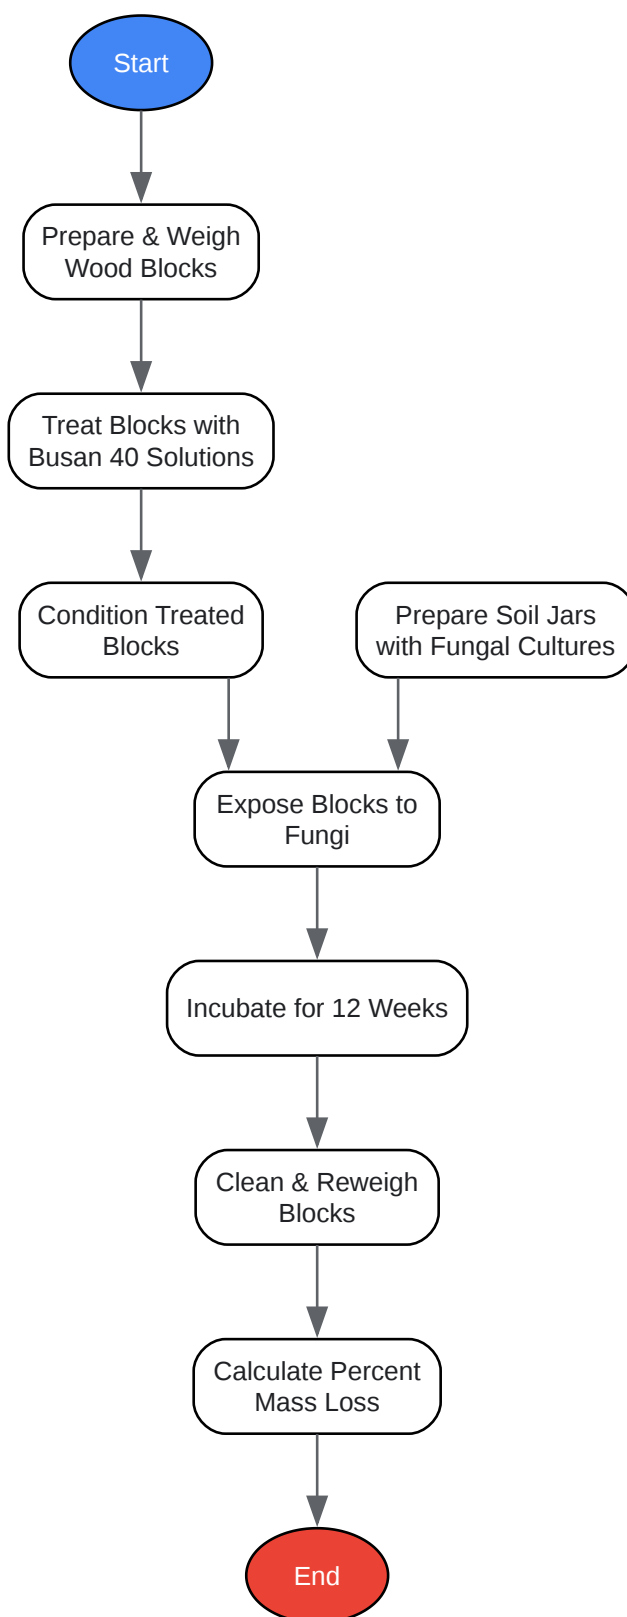 Start
Prepare & Weigh
Wood Blocks
Treat Blocks with
Busan 40 Solutions
Condition Treated
Blocks
Prepare Soil Jars
with Fungal Cultures
Expose Blocks to
Fungi
Incubate for 12 Weeks
Clean & Reweigh
Blocks
Calculate Percent
Mass Loss
End